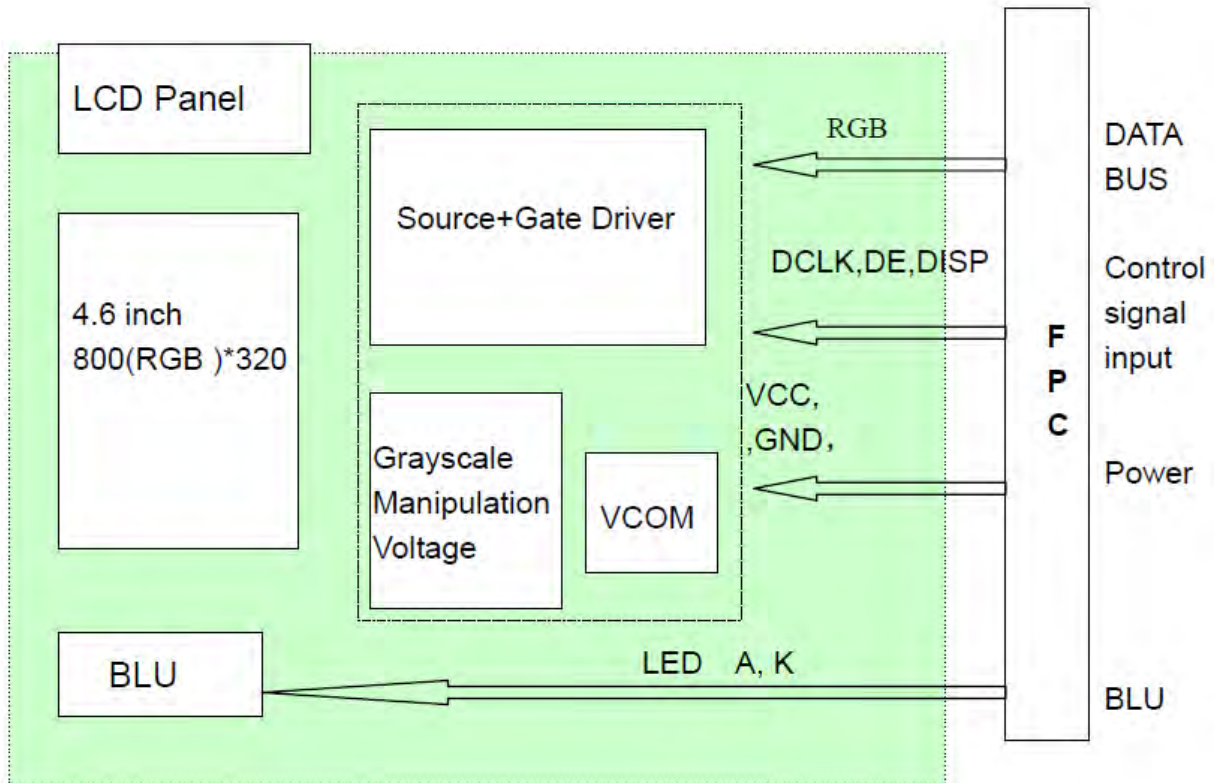 LCD Panel
4.6 inch
800(RGB )*320
BLU
Source+Gate Driver
Grayscale
Manipulation
Voltage
VCOM
RGB
DCLK,DE,DISP
VCC,
,GND,
LED A, K
F
P
C
DATA
BUS
Control
signal
input
Power
BLU